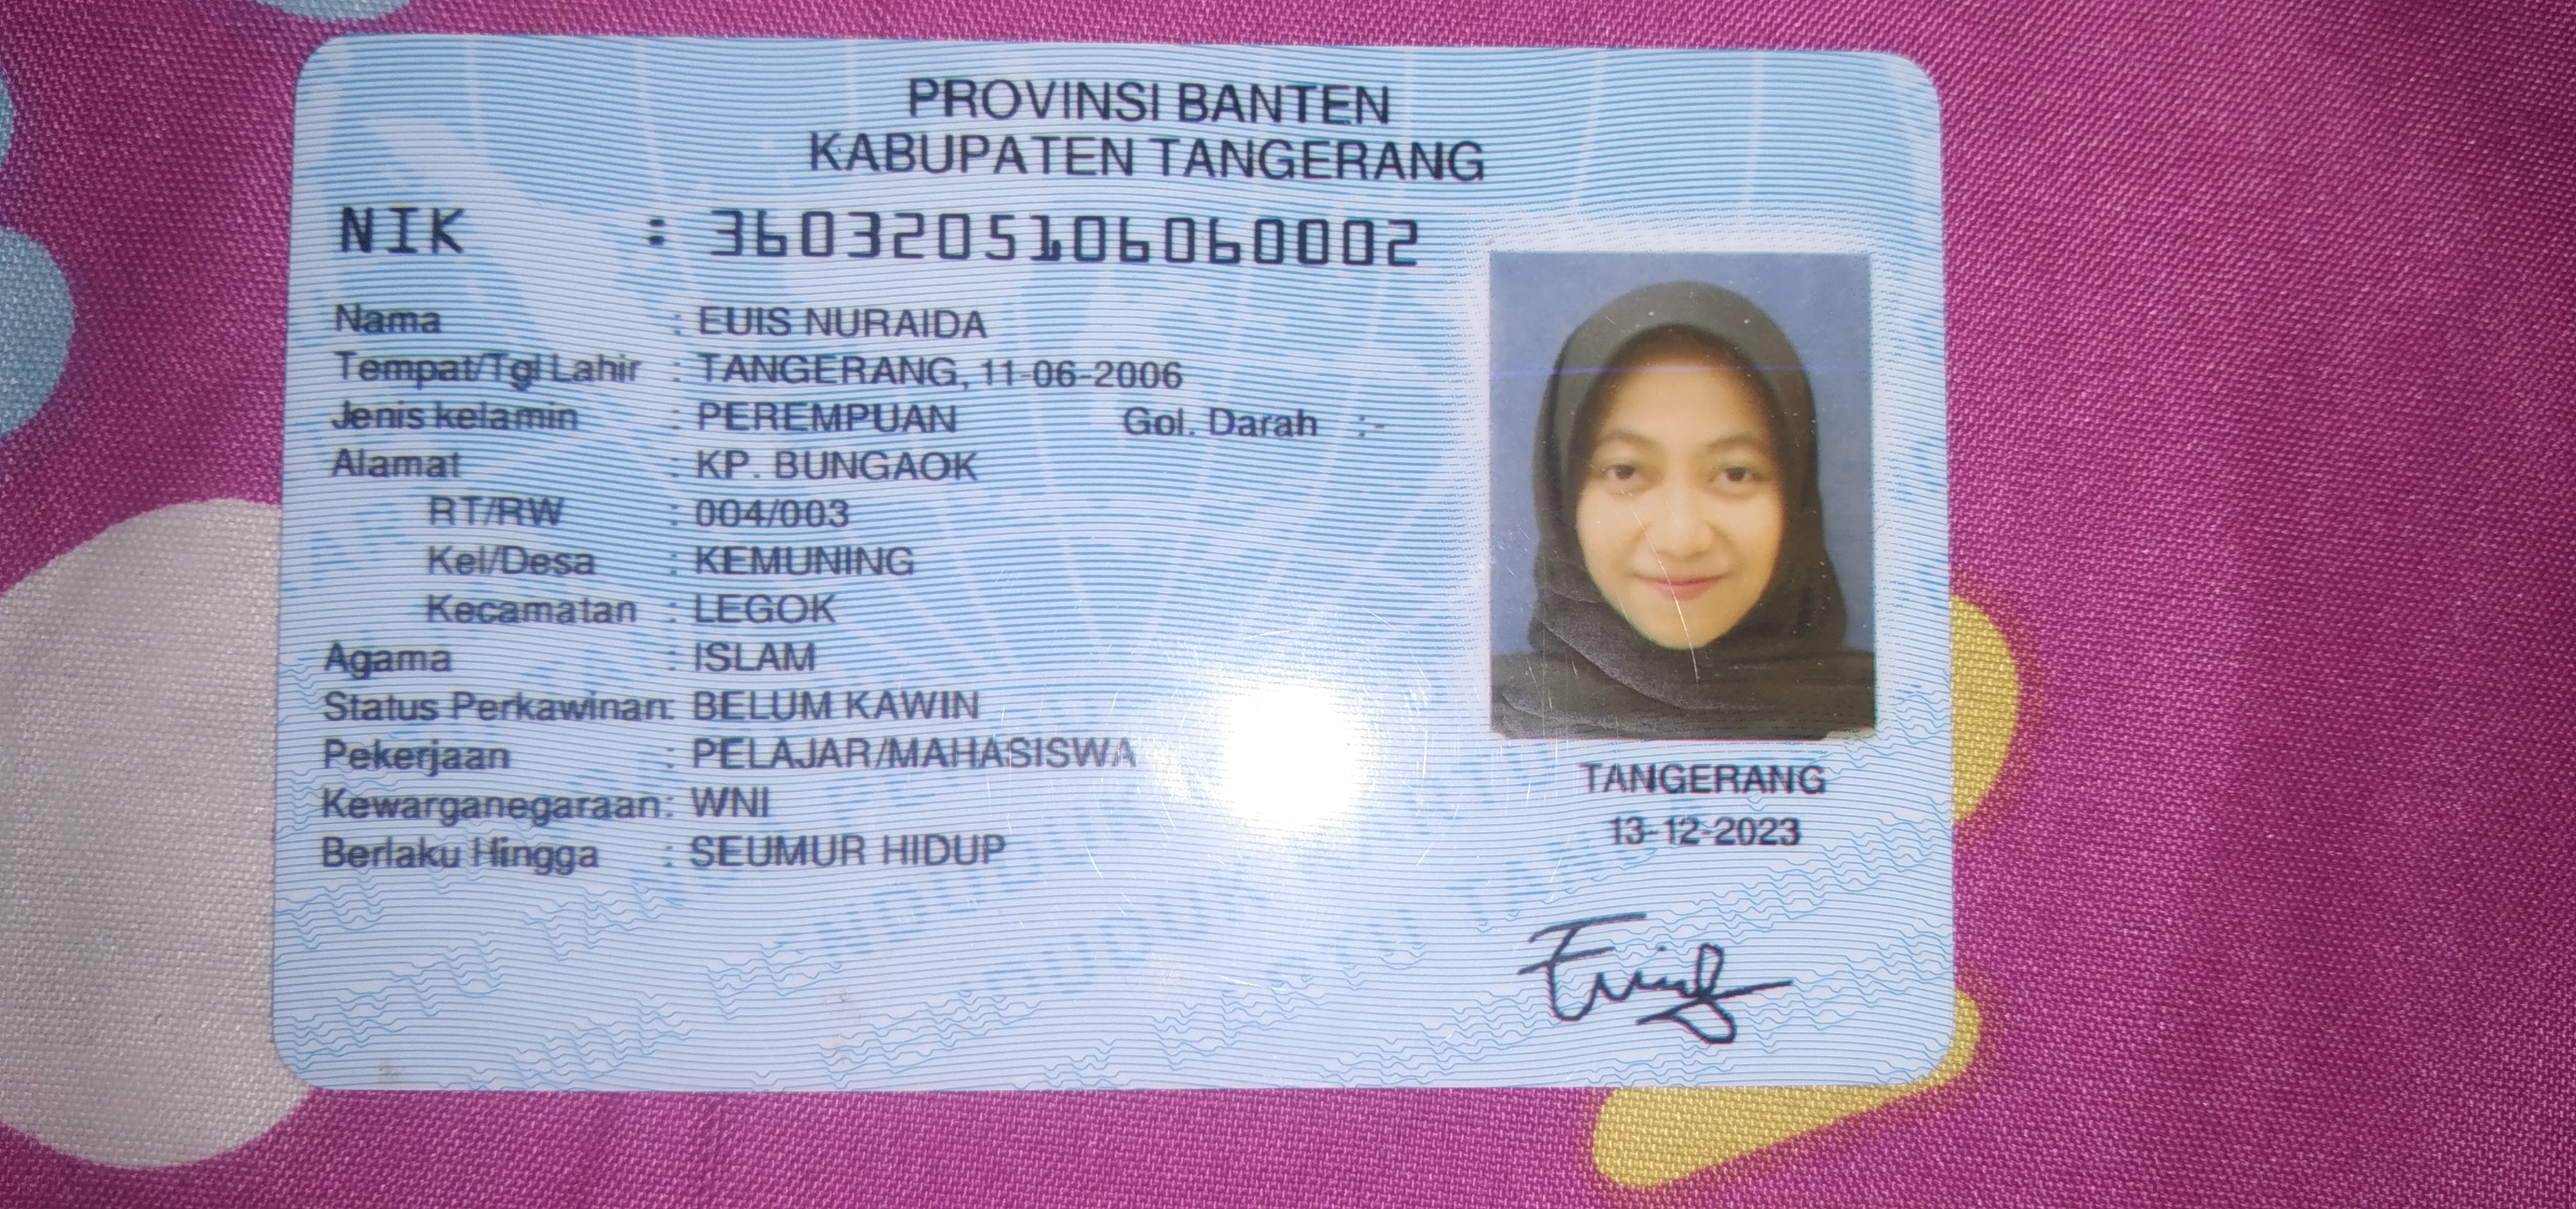 PROVINSI BANTEN
KABUPATEN TANGERANG
NIK : 3603205106060002
Nama : EUIS NURAIDA
Tempat/Tgl Lahir : TANGERANG, 11-06-2006
Jenis kelamin : PEREMPUAN Gol. Darah :-
Alamat : KP. BUNGAOK
RT/RW : 004/003
Kel/Desa : KEMUNING
Kecamatan : LEGOK
Agama : ISLAM
Status Perkawinan: BELUM KAWIN
Pekerjaan : PELAJAR/MAHASISWA
Kewarganegaraan: WNI
Berlaku Hingga : SEUMUR HIDUP
TANGERANG
13-12-2023